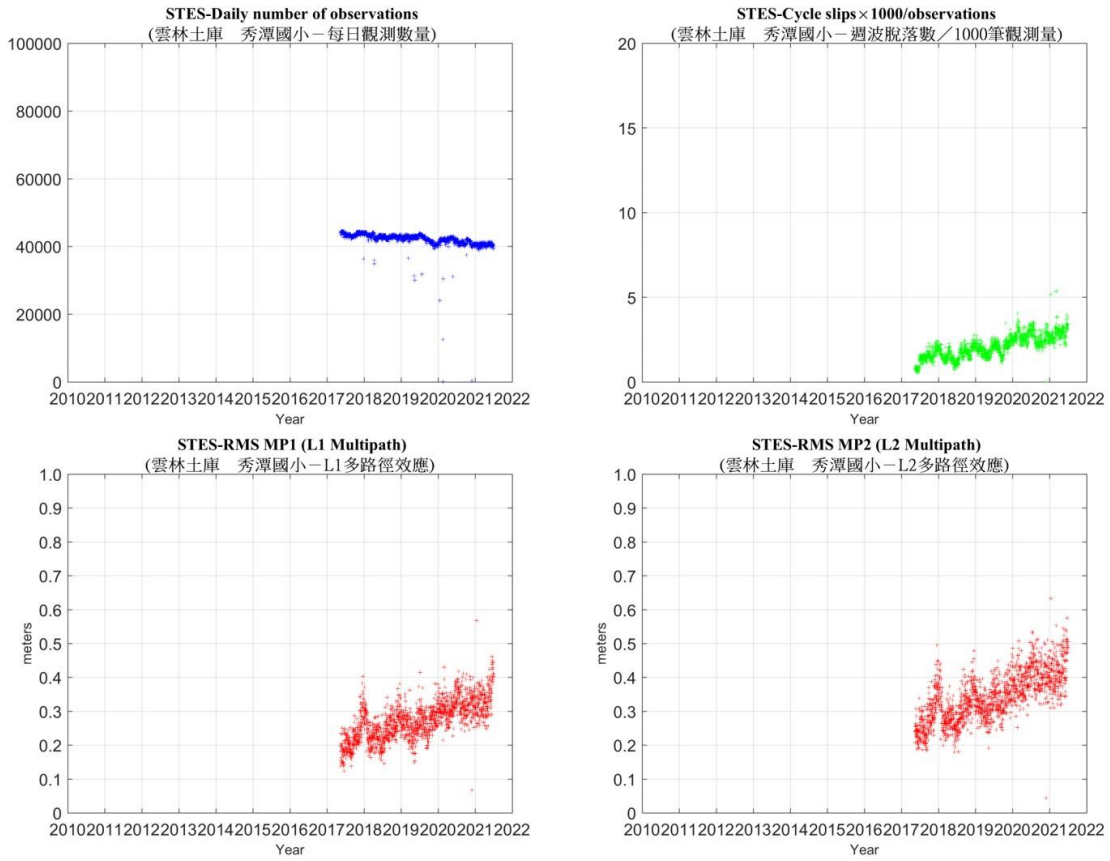 STES-Daily number of observations
(雲林土庫　秀潭國小－每日觀測數量)
100000
80000
60000
40000
20000
0
2010 2011 2012 2013 2014 2015 2016 2017 2018 2019 2020 2021 2022
Year
STES-Cycle slips×1000/observations
(雲林土庫　秀潭國小－週波脫落數／1000筆觀測量)
20
15
10
5
0
2010 2011 2012 2013 2014 2015 2016 2017 2018 2019 2020 2021 2022
Year
STES-RMS MP1 (L1 Multipath)
(雲林土庫　秀潭國小－L1多路徑效應)
1.0
0.9
0.8
0.7
0.6
0.5
0.4
0.3
0.2
0.1
0
meters
2010 2011 2012 2013 2014 2015 2016 2017 2018 2019 2020 2021 2022
Year
STES-RMS MP2 (L2 Multipath)
(雲林土庫　秀潭國小－L2多路徑效應)
1.0
0.9
0.8
0.7
0.6
0.5
0.4
0.3
0.2
0.1
0
meters
2010 2011 2012 2013 2014 2015 2016 2017 2018 2019 2020 2021 2022
Year